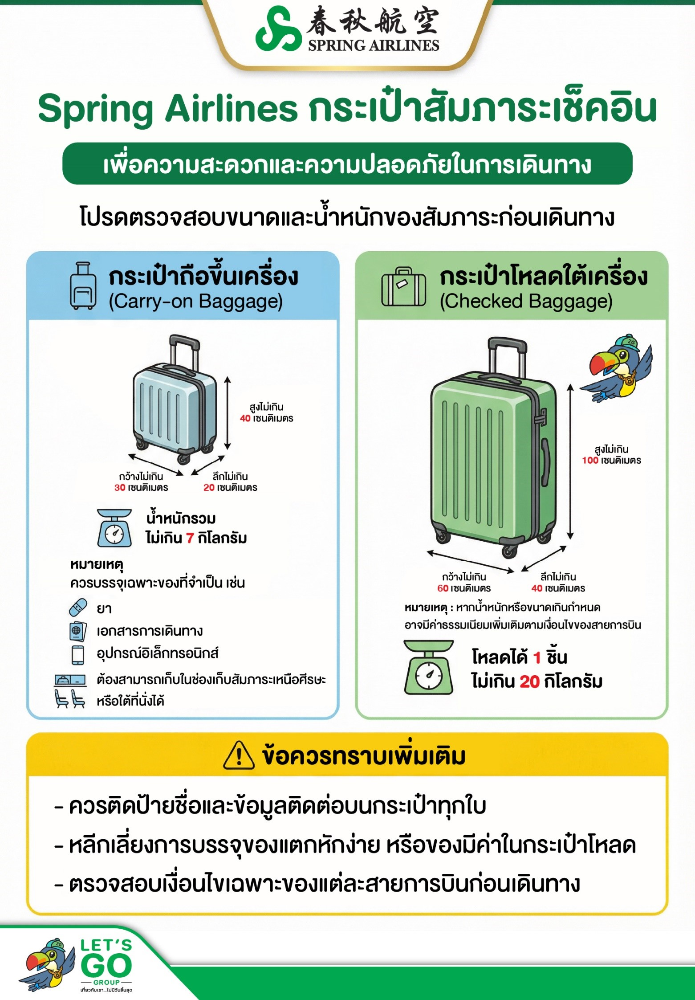 春秋航空
SPRING AIRLINES
Spring Airlines กระเป๋าสัมภาระเช็คอิน
เพื่อความสะดวกและความปลอดภัยในการเดินทาง
โปรดตรวจสอบขนาดและน้ำหนักของสัมภาระก่อนเดินทาง
กระเป๋าถือขึ้นเครื่อง
(Carry-on Baggage)
สูงไม่เกิน
40 เซนติเมตร
กว้างไม่เกิน
30 เซนติเมตร
ลึกไม่เกิน
20 เซนติเมตร
น้ำหนักรวม
ไม่เกิน 7 กิโลกรัม
หมายเหตุ
ควรบรรจุเฉพาะของที่จำเป็น เช่น
ยา
เอกสารการเดินทาง
อุปกรณ์อิเล็กทรอนิกส์
ต้องสามารถเก็บในช่องเก็บสัมภาระเหนือศีรษะ
หรือใต้ที่นั่งได้
กระเป๋าโหลดใต้เครื่อง
(Checked Baggage)
ZG
สูงไม่เกิน
100 เซนติเมตร
กว้างไม่เกิน
60 เซนติเมตร
ลึกไม่เกิน
40 เซนติเมตร
หมายเหตุ : หากน้ำหนักหรือขนาดเกินกำหนด
อาจมีค่าธรรมเนียมเพิ่มเติมตามเงื่อนไขของสายการบิน
โหลดได้ 1 ชิ้น
ไม่เกิน 20 กิโลกรัม
ข้อควรทราบเพิ่มเติม
- ควรติดป้ายชื่อและข้อมูลติดต่อบนกระเป๋าทุกใบ
- หลีกเลี่ยงการบรรจุของแตกหักง่าย หรือของมีค่าในกระเป๋าโหลด
- ตรวจสอบเงื่อนไขเฉพาะของแต่ละสายการบินก่อนเดินทาง
ZG
LET'S
GO
GROUP
เที่ยวกับเรา...ไม่มีวันสิ้นสุด